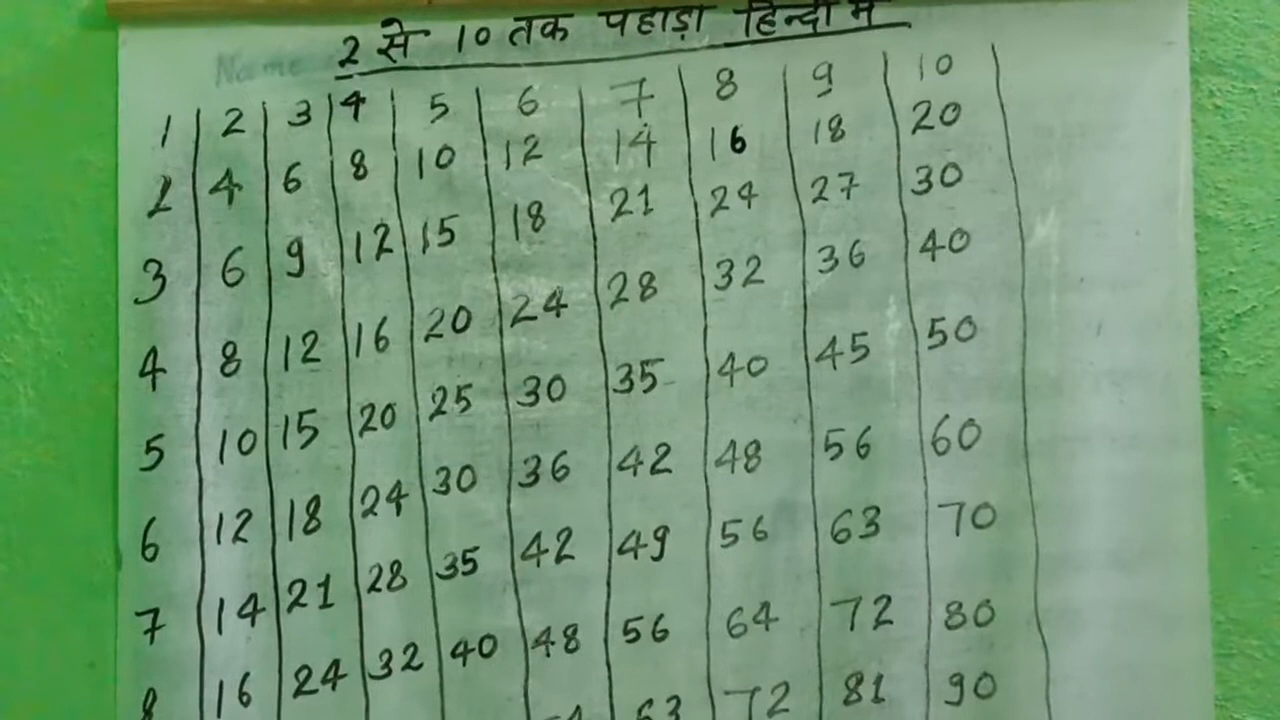 2 से 10 तक पहाड़ा हिन्दी में
Name
1 2 3 4 5 6 7 8 9 10
2 4 6 8 10 12 14 16 18 20
3 6 9 12 15 18 21 24 27 30
4 8 12 16 20 24 28 32 36 40
5 10 15 20 25 30 35 40 45 50
6 12 18 24 30 36 42 48 56 60
7 14 21 28 35 42 49 56 63 70
8 16 24 32 40 48 56 64 72 80
63 72 81 90